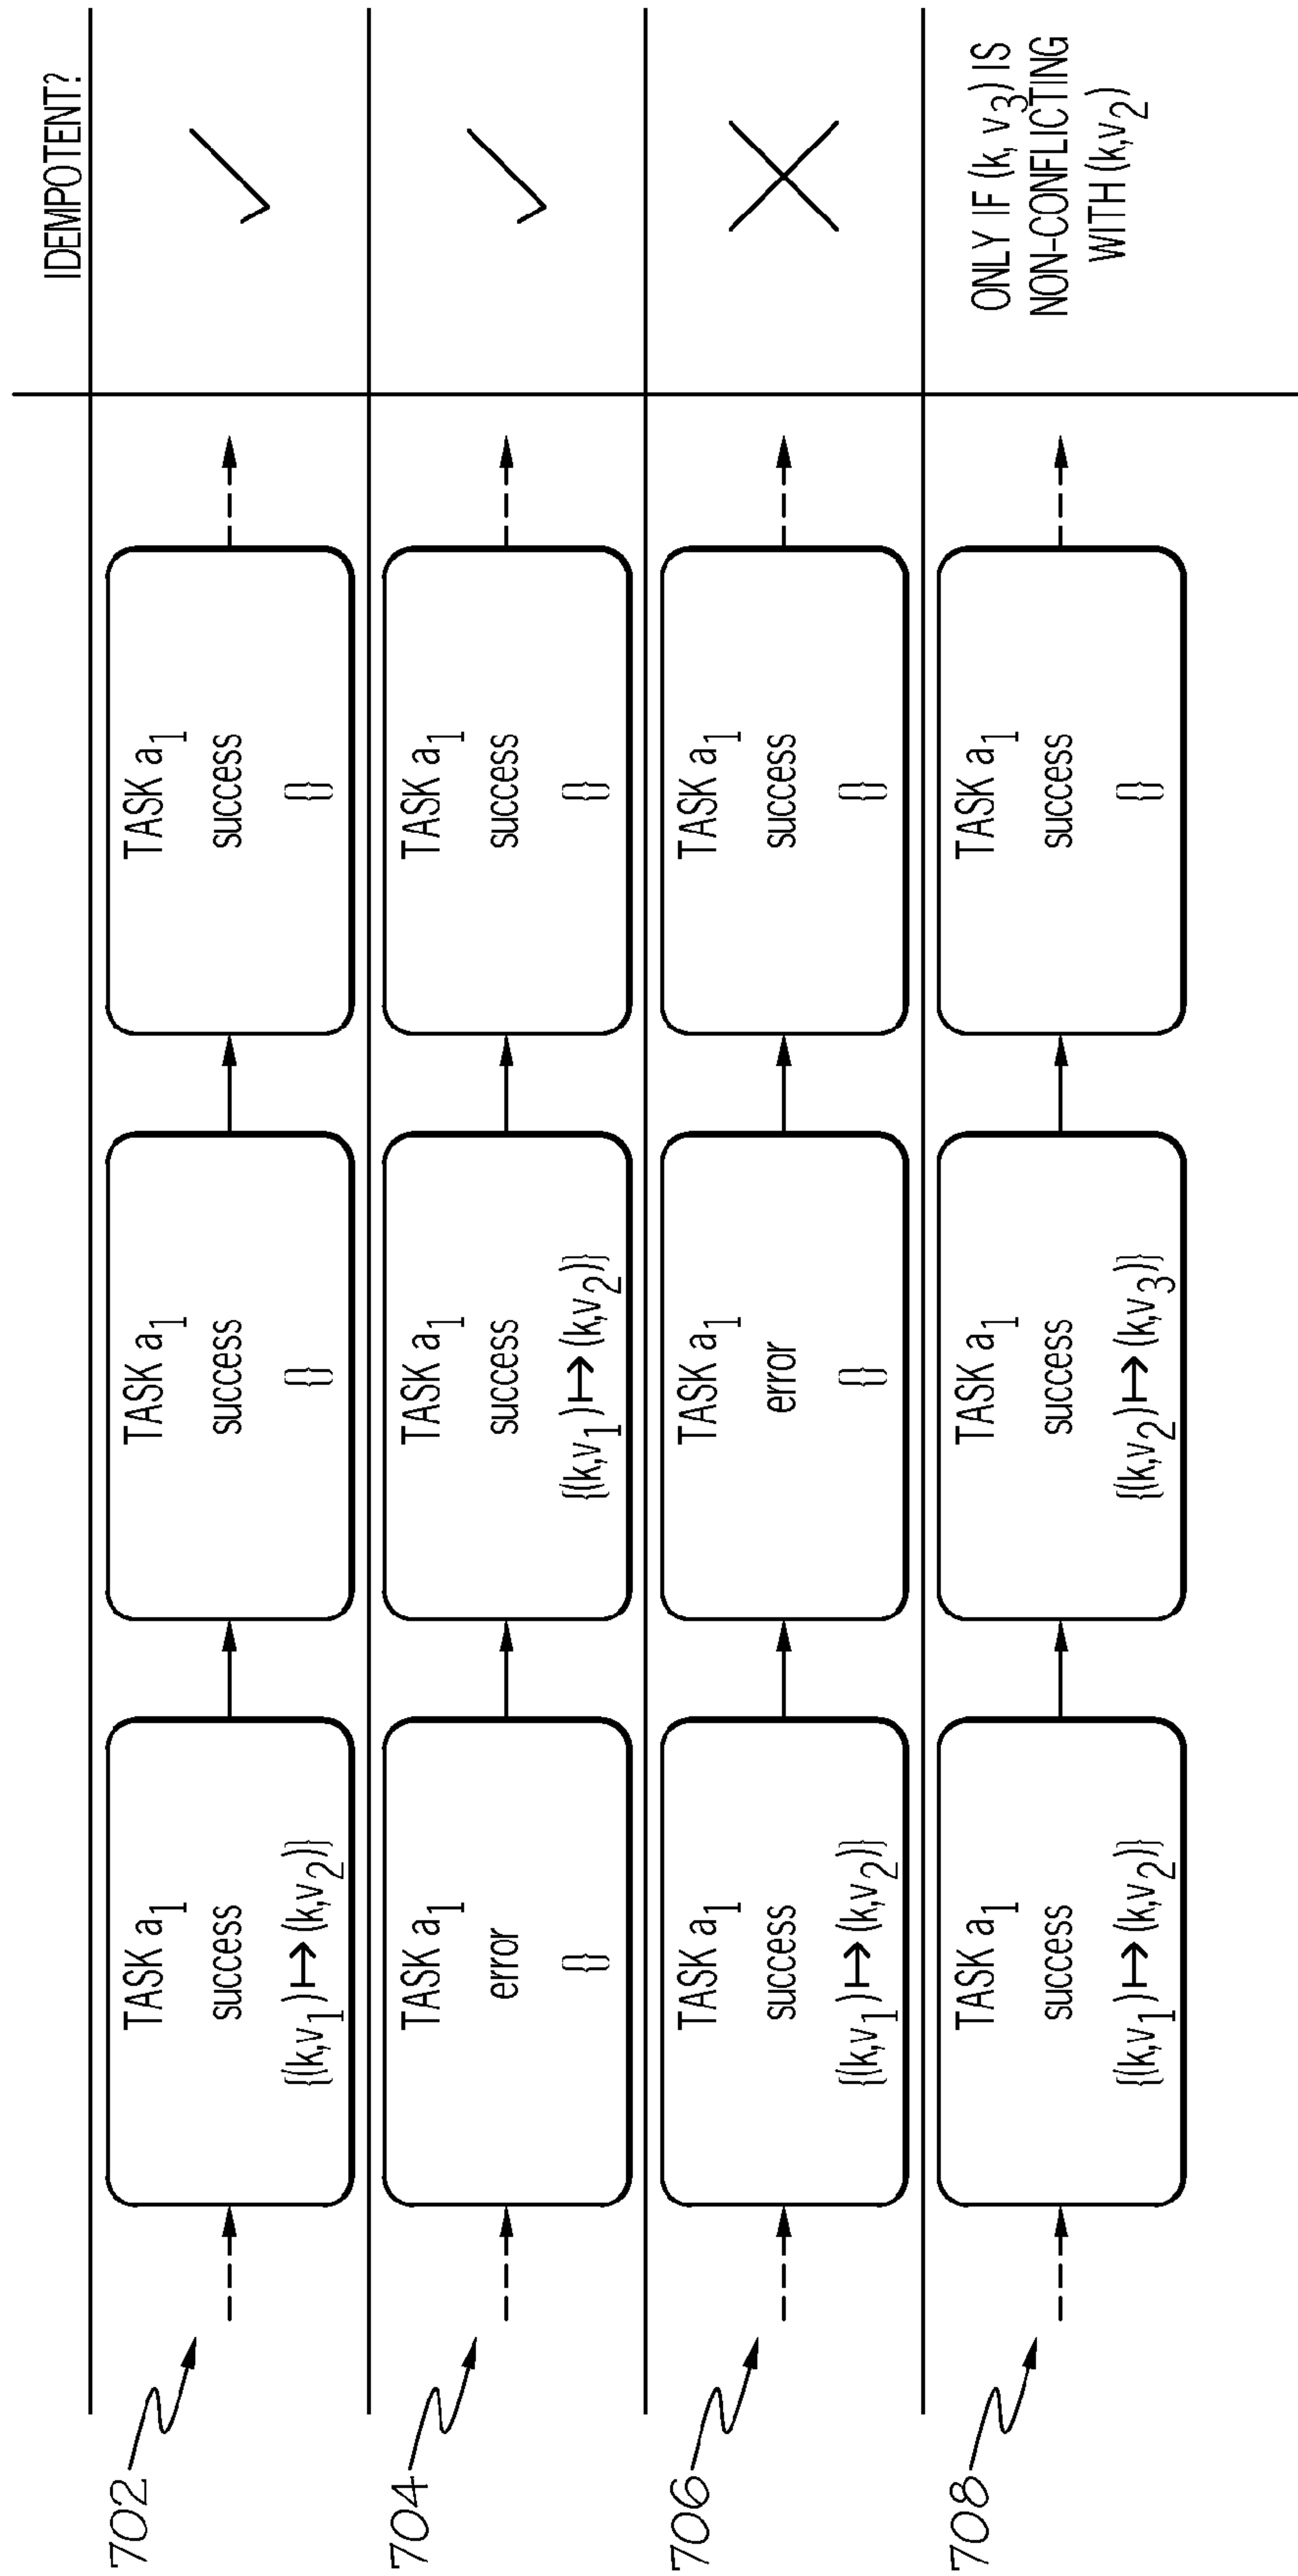 IDEMPOTENT?
702
TASK a1
success
{(k,v1)↦(k,v2)}
TASK a1
success
{}
TASK a1
success
{}
704
TASK a1
error
{}
TASK a1
success
{(k,v1)↦(k,v2)}
TASK a1
success
{}
706
TASK a1
success
{(k,v1)↦(k,v2)}
TASK a1
error
{}
TASK a1
success
{}
708
TASK a1
success
{(k,v1)↦(k,v2)}
TASK a1
success
{(k,v2)↦(k,v3)}
TASK a1
success
{}
ONLY IF (k, v3) IS
NON-CONFLICTING
WITH (k,v2)